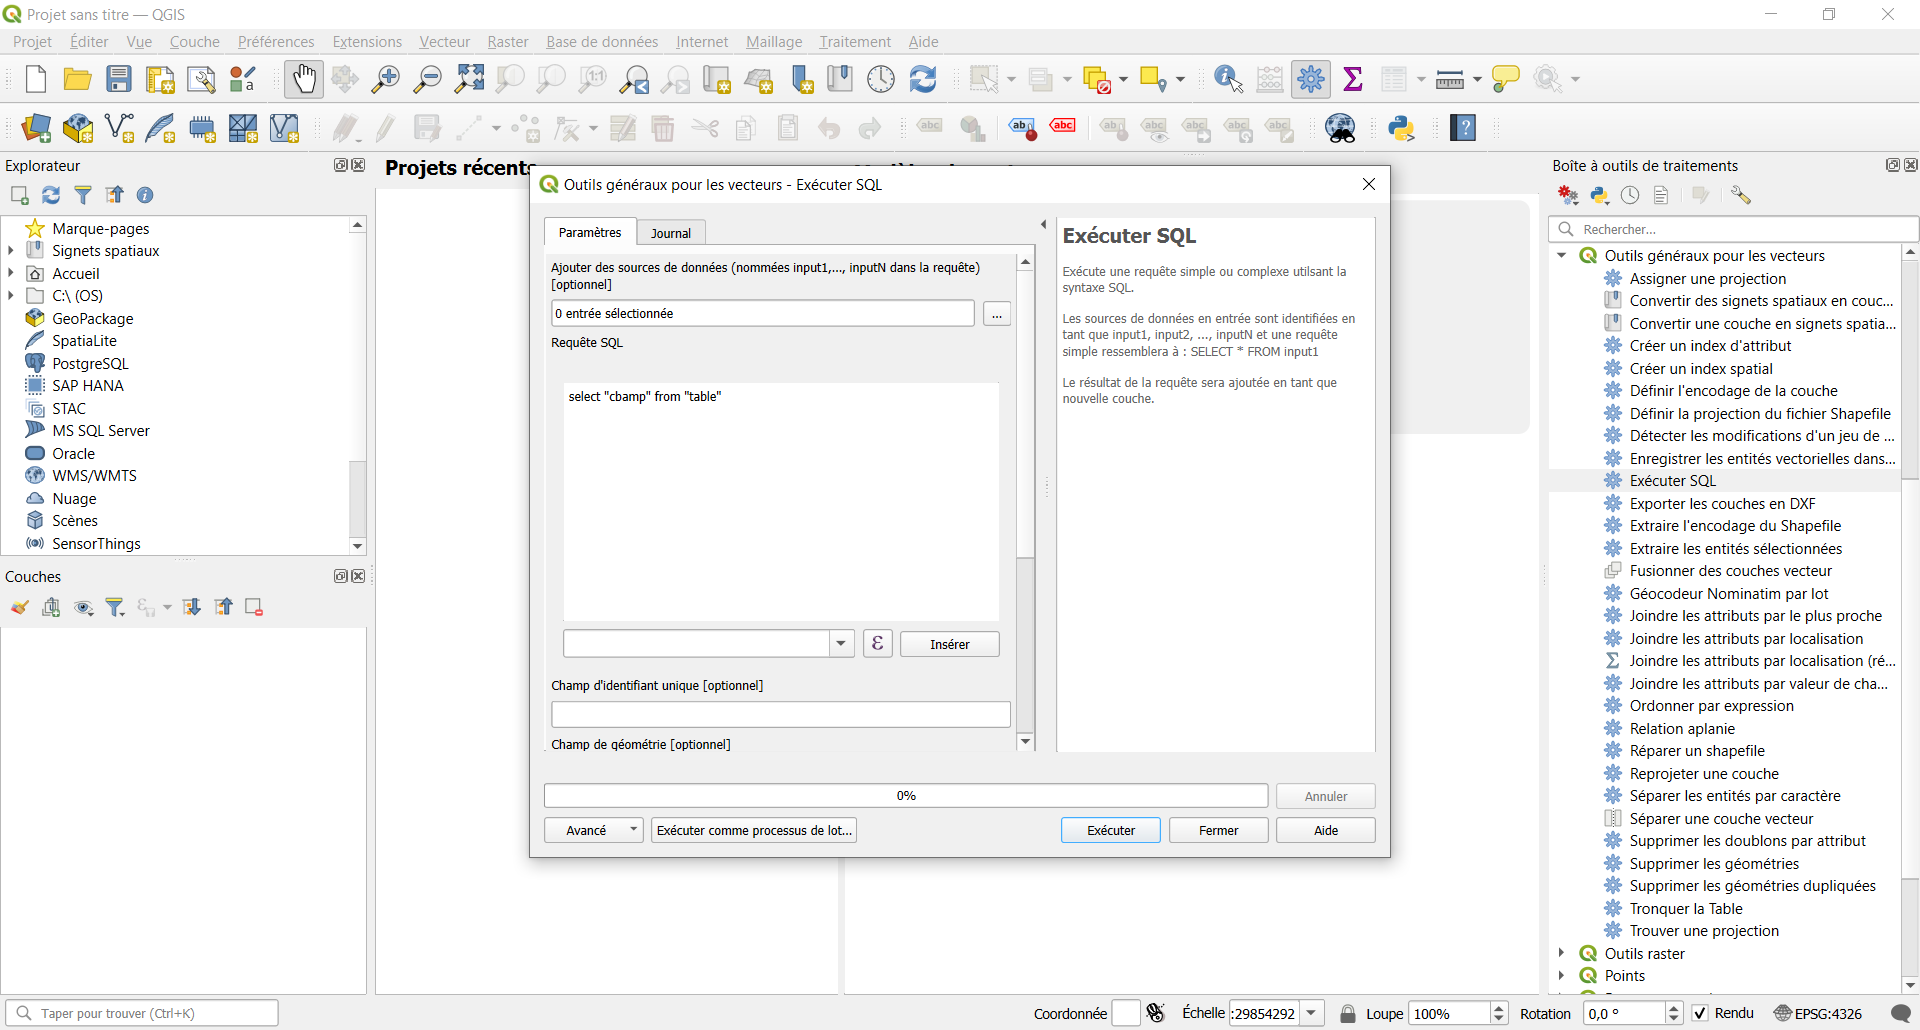 Projet sans titre — QGIS
Projet Éditer Vue Couche Préférences Extensions Vecteur Raster Base de données Internet Maillage Traitement Aide
Explorateur
Marque-pages
Signets spatiaux
Accueil
C:\ (OS)
GeoPackage
SpatiaLite
PostgreSQL
SAP HANA
STAC
MS SQL Server
Oracle
WMS/WMTS
Nuage
Scènes
SensorThings
Couches
Projets récents
Outils généraux pour les vecteurs - Exécuter SQL
Paramètres
Journal
Ajouter des sources de données (nommées input1,..., inputN dans la requête)
[optionnel]
0 entrée sélectionnée
...
Requête SQL
select "cbamp" from "table"
ε
Insérer
Champ d'identifiant unique [optionnel]
Champ de géométrie [optionnel]
Exécuter SQL
Exécute une requête simple ou complexe utilsant la
syntaxe SQL.
Les sources de données en entrée sont identifiées en
tant que input1, input2, ..., inputN et une requête
simple ressemblera à : SELECT * FROM input1
Le résultat de la requête sera ajoutée en tant que
nouvelle couche.
0%
Annuler
Avancé
Exécuter comme processus de lot...
Exécuter
Fermer
Aide
Boîte à outils de traitements
Rechercher...
Outils généraux pour les vecteurs
Assigner une projection
Convertir des signets spatiaux en couc...
Convertir une couche en signets spatia...
Créer un index d'attribut
Créer un index spatial
Définir l'encodage de la couche
Définir la projection du fichier Shapefile
Détecter les modifications d'un jeu de ...
Enregistrer les entités vectorielles dans...
Exécuter SQL
Exporter les couches en DXF
Extraire l'encodage du Shapefile
Extraire les entités sélectionnées
Fusionner des couches vecteur
Géocodeur Nominatim par lot
Joindre les attributs par le plus proche
Joindre les attributs par localisation
Joindre les attributs par localisation (ré...
Joindre les attributs par valeur de cha...
Ordonner par expression
Relation aplanie
Réparer un shapefile
Reprojeter une couche
Séparer les entités par caractère
Séparer une couche vecteur
Supprimer les doublons par attribut
Supprimer les géométries
Supprimer les géométries dupliquées
Tronquer la Table
Trouver une projection
Outils raster
Points
Taper pour trouver (Ctrl+K)
Coordonnée
Échelle :29854292
Loupe 100%
Rotation 0,0 °
Rendu
EPSG:4326